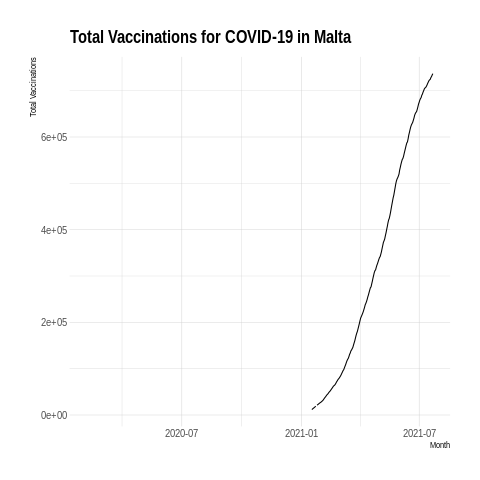 Total Vaccinations for COVID-19 in Malta
Total Vaccinations
6e+05
4e+05
2e+05
0e+00
2020-07 2021-01 2021-07
Month